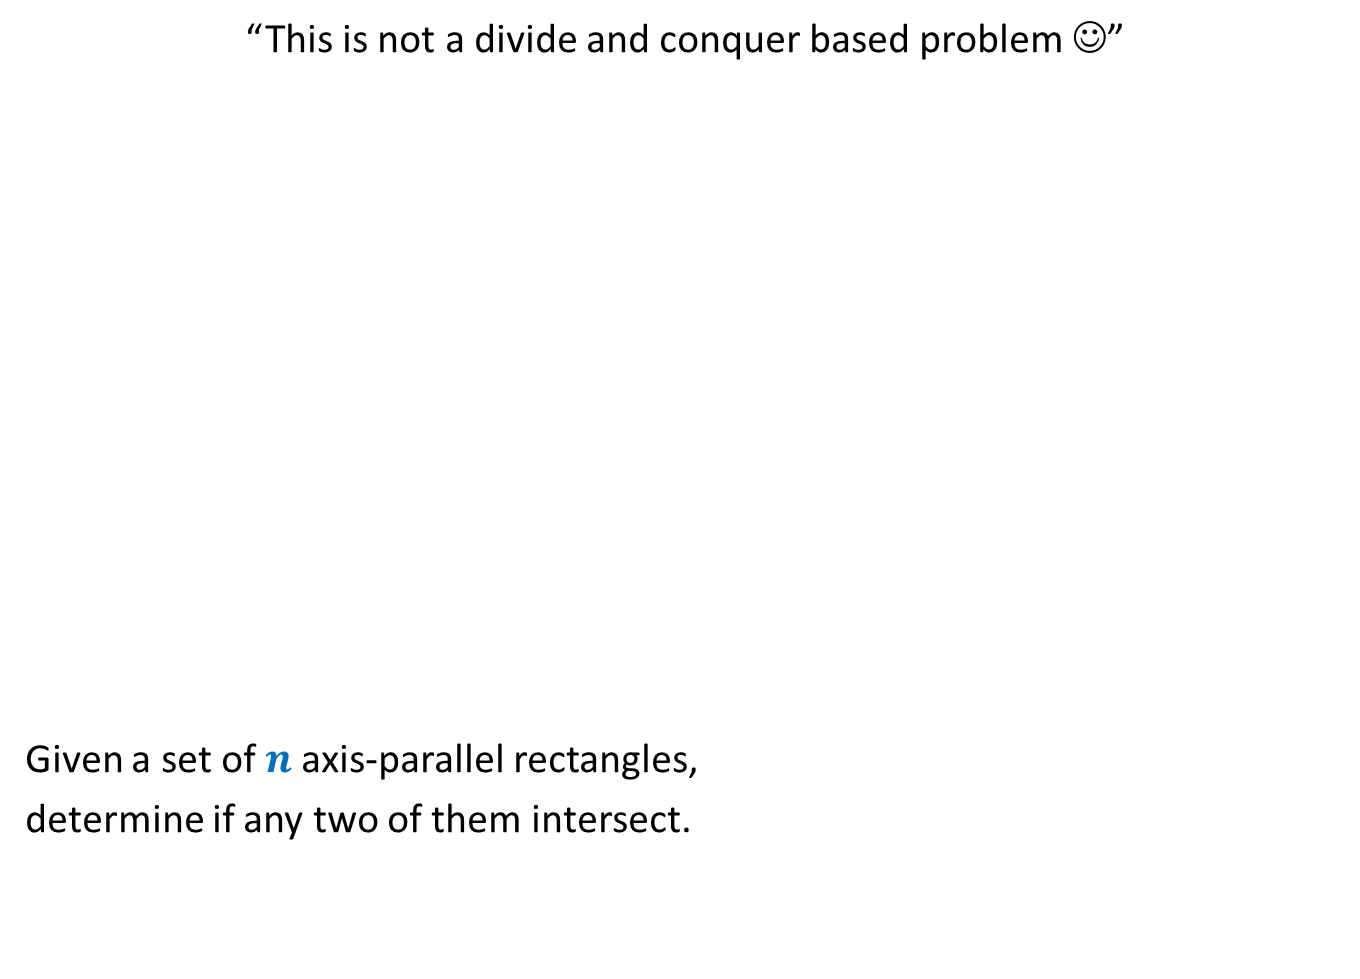 “This is not a divide and conquer based problem ☺”
Given a set of n axis-parallel rectangles,
determine if any two of them intersect.